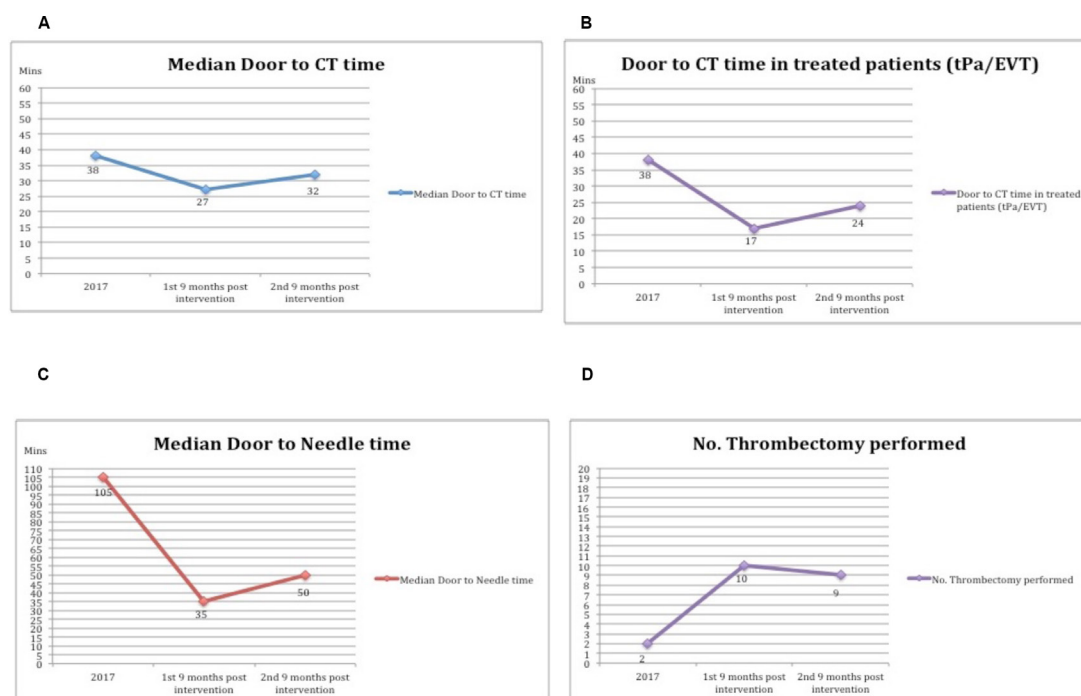 A
Median Door to CT time
Mins
60
55
50
45
40
35
30
25
20
15
10
5
0
38
27
32
2017
1st 9 months post
intervention
2nd 9 months post
intervention
Median Door to CT time
B
Door to CT time in treated patients (tPa/EVT)
Mins
60
55
50
45
40
35
30
25
20
15
10
5
0
38
17
24
2017
1st 9 months post
intervention
2nd 9 months post
intervention
Door to CT time in treated
patients (tPa/EVT)
C
Median Door to Needle time
Mins
110
105
100
95
90
85
80
75
70
65
60
55
50
45
40
35
30
25
20
15
10
5
0
105
35
50
2017
1st 9 months post
intervention
2nd 9 months post
intervention
Median Door to Needle time
D
No. Thrombectomy performed
20
19
18
17
16
15
14
13
12
11
10
9
8
7
6
5
4
3
2
1
0
2
10
9
2017
1st 9 months post
intervention
2nd 9 months post
intervention
No. Thrombectomy performed